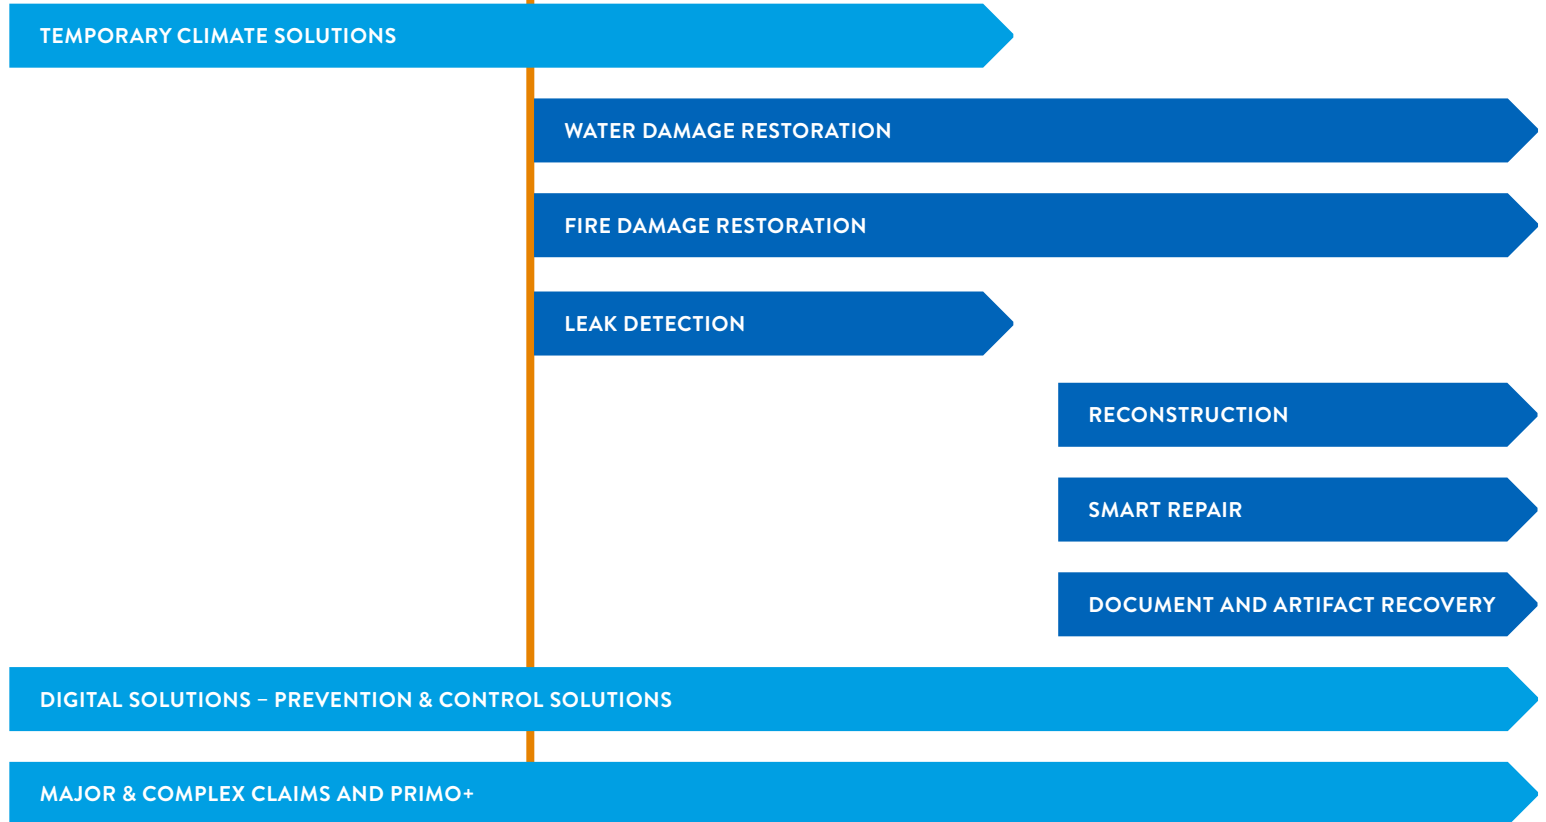 TEMPORARY CLIMATE SOLUTIONS
WATER DAMAGE RESTORATION
FIRE DAMAGE RESTORATION
LEAK DETECTION
RECONSTRUCTION
SMART REPAIR
DOCUMENT AND ARTIFACT RECOVERY
DIGITAL SOLUTIONS – PREVENTION & CONTROL SOLUTIONS
MAJOR & COMPLEX CLAIMS AND PRIMO+